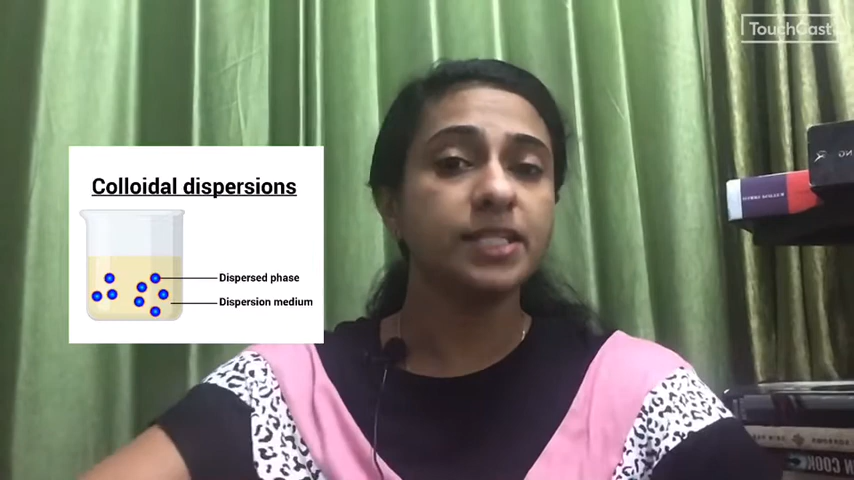 TouchCast
Colloidal dispersions
Dispersed phase
Dispersion medium